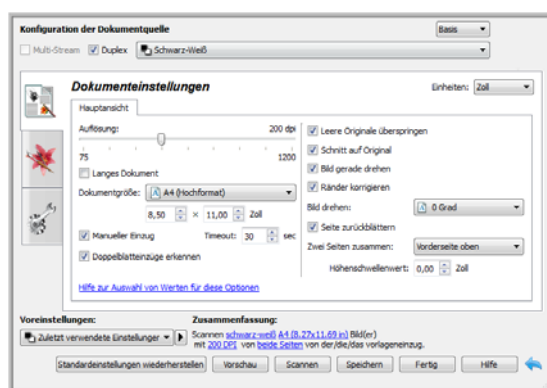 Konfiguration der Dokumentquelle
Basis
Multi-Stream Duplex Schwarz-Weiß
Dokumenteinstellungen
Einheiten: Zoll
Hauptansicht
Auflösung: 200 dpi
75 1200
Langes Dokument
Dokumentgröße: A4 (Hochformat)
8,50 × 11,00 Zoll
Manueller Einzug Timeout: 30 sec
Doppelblatteinzüge erkennen
Leere Originale überspringen
Schnitt auf Original
Bild gerade drehen
Ränder korrigieren
Bild drehen: 0 Grad
Seite zurückblättern
Zwei Seiten zusammen: Vorderseite oben
Höhenschwellenwert: 0,00 Zoll
Hilfe zur Auswahl von Werten für diese Optionen
Voreinstellungen:
Zuletzt verwendete Einstellungen
Zusammenfassung:
Scannen schwarz-weiß A4 (8.27x11.69 in) Bild(er)
mit 200 DPI von beide Seiten von der/die/das vorlageneinzug.
Standardeinstellungen wiederherstellen Vorschau Scannen Speichern Fertig Hilfe